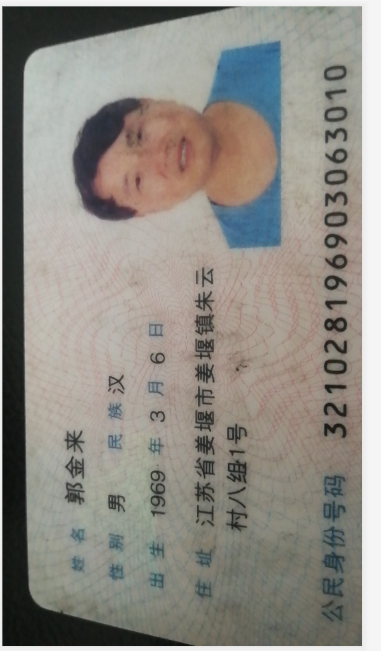 姓名 郭金来
性别 男 民族 汉
出生 1969 年 3 月 6 日
住址 江苏省姜堰市姜堰镇朱云
村八组1号
公民身份号码 321028196903063010